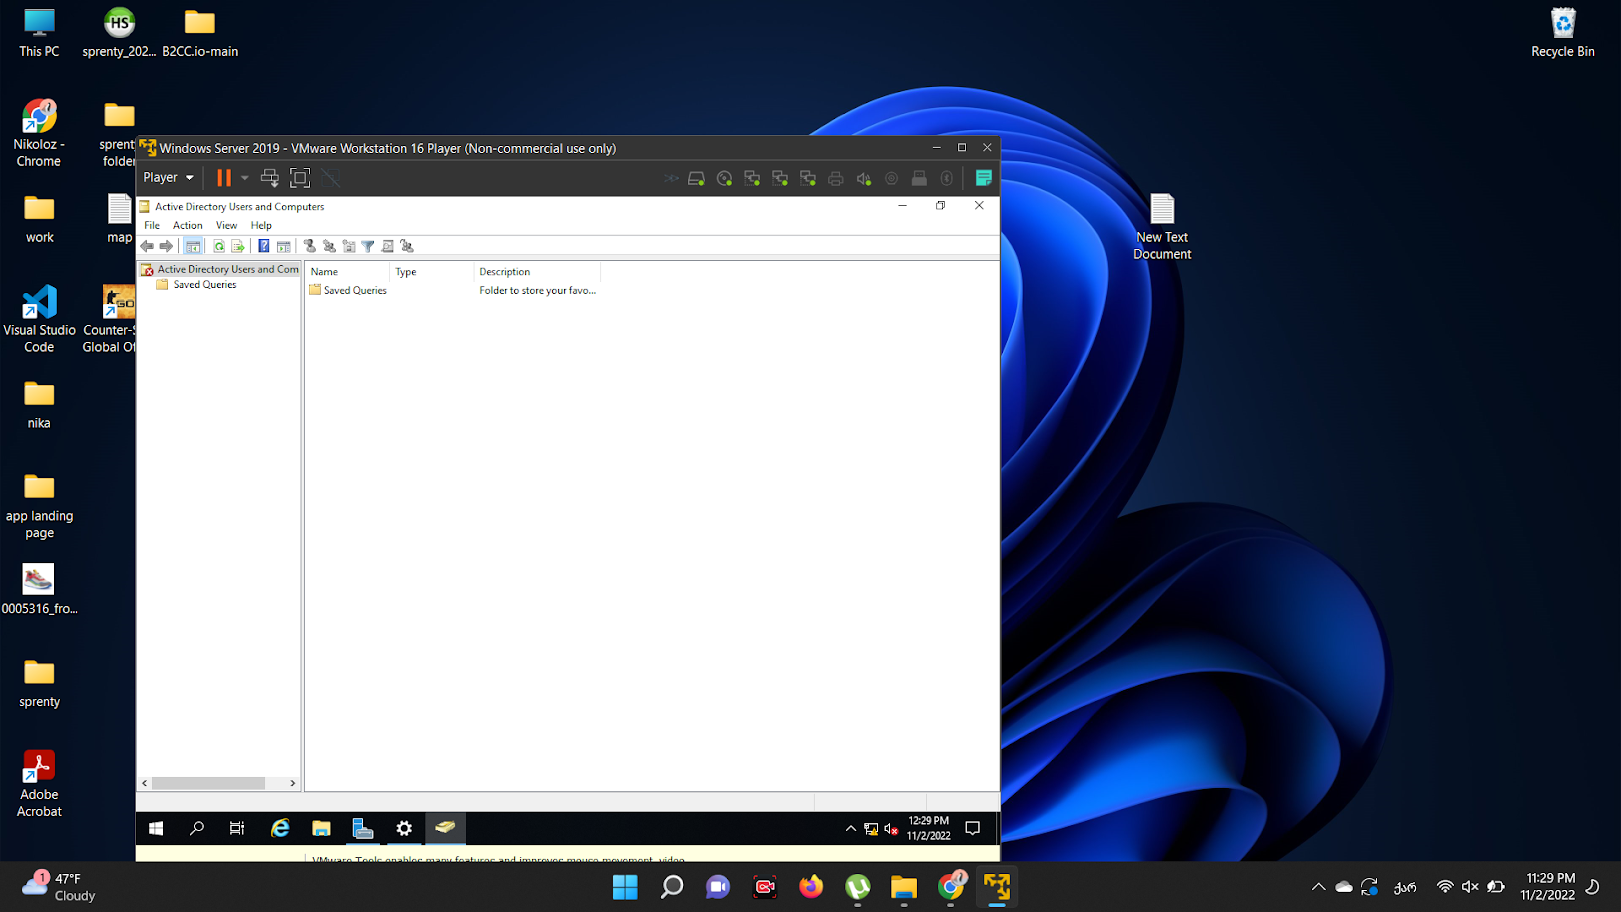 This PC
sprenty_202...
B2CC.io-main
Recycle Bin
HS
Nikoloz -
Chrome
sprent
folde
work
map
Visual Studio
Code
GO
Counter-S
Global Of
nika
app landing
page
0005316_fro...
sprenty
Adobe
Acrobat
New Text
Document
Windows Server 2019 - VMware Workstation 16 Player (Non-commercial use only)
Player
Active Directory Users and Computers
File Action View Help
Active Directory Users and Com
Saved Queries
Name Type Description
Saved Queries Folder to store your favo...
12:29 PM
11/2/2022
VMware Tools enables many features and improves mouse movement, video
1
47°F
Cloudy
ქარ
11:29 PM
11/2/2022